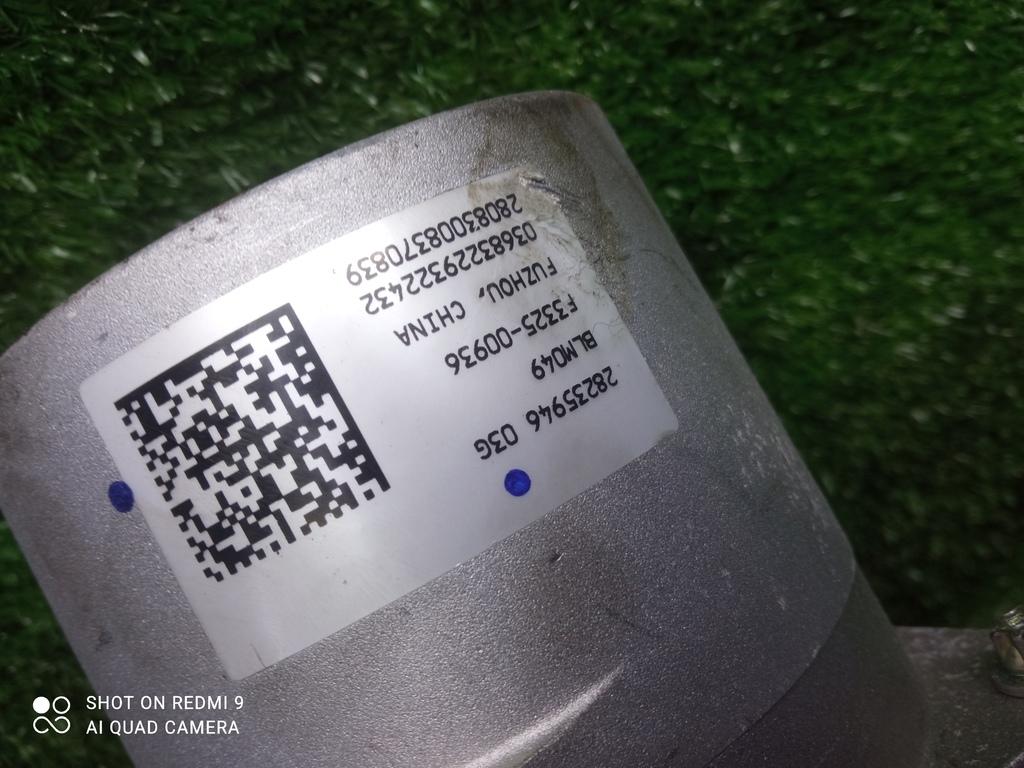 28235946 03G
BLM049
F3325-00936
FUZHOU, CHINA
03683229322432
28083008370839
SHOT ON REDMI 9
AI QUAD CAMERA